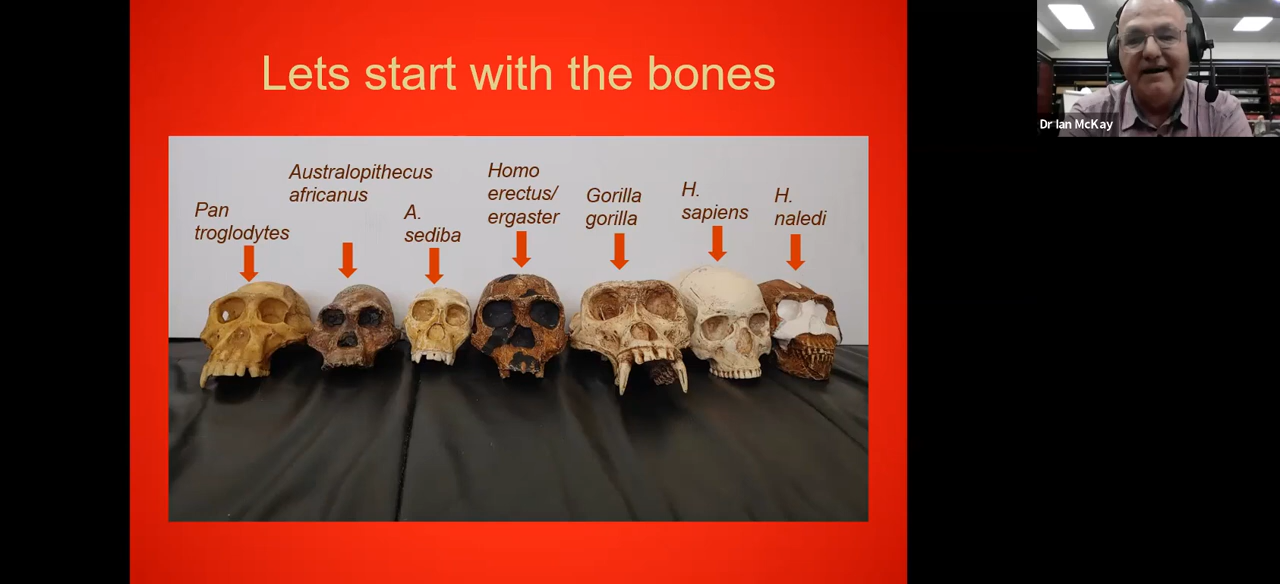 Lets start with the bones
Dr Ian McKay
Australopithecus
africanus
Homo
erectus/
ergaster
Pan
troglodytes
A.
sediba
Gorilla
gorilla
H.
sapiens
H.
naledi